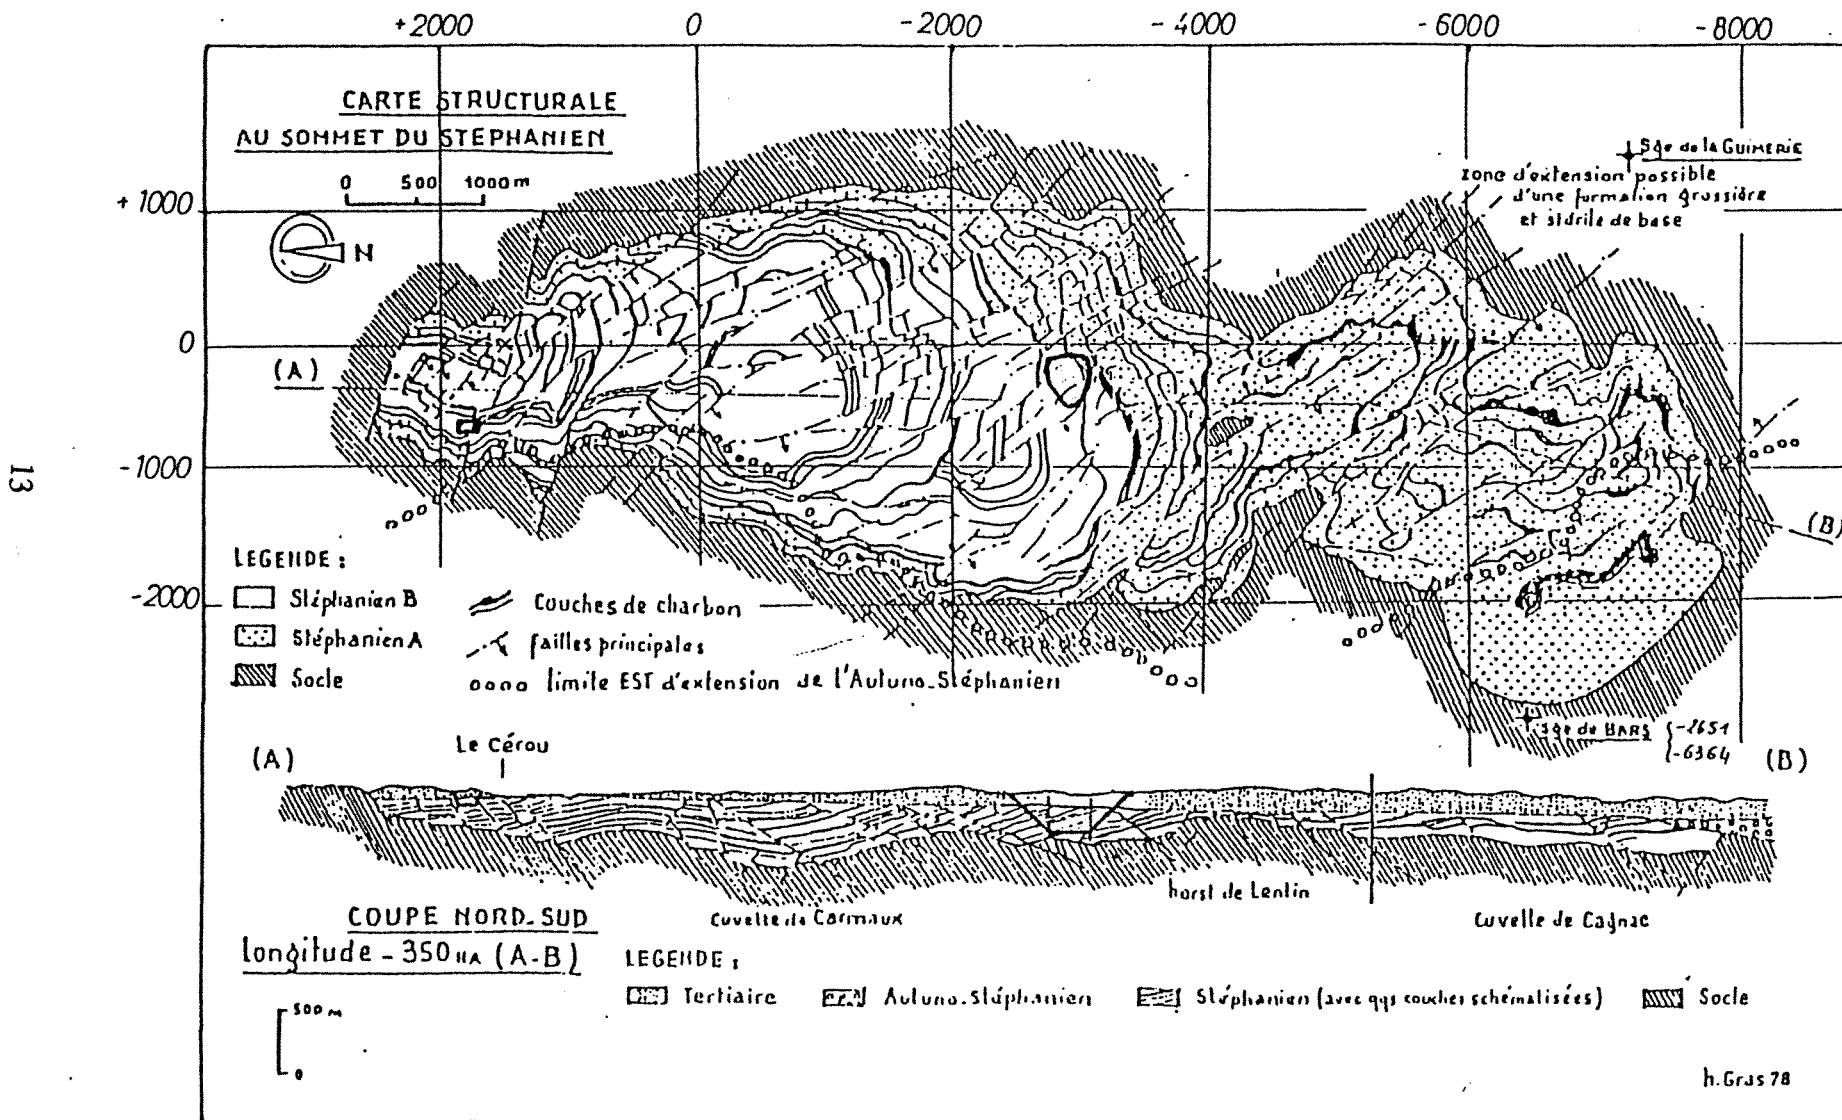 +2000 0 -2000 -4000 -6000 -8000
CARTE STRUCTURALE
AU SOMMET DU STEPHANIEN
0 500 1000 m
Sge de la GUIMERIE
zone d'extension possible
d'une formation grossière
et stérile de base
+1000
N
0
(A)
-1000
13
(B)
LEGENDE :
-2000
Stéphanien B
Couches de charbon
Stéphanien A
failles principales
Socle
limite EST d'extension de l'Autuno-Stéphanien
Sge de BARS
-2651
-6364
(A)
Le Cérou
(B)
horst de Lentin
COUPE NORD-SUD
Cuvette de Carmaux
Cuvette de Cagnac
longitude - 350 (A-B)
LEGENDE :
Tertiaire
Autuno-Stéphanien
Stéphanien (avec qqs couches schématisées)
Socle
500 m
0
h. Gras 78